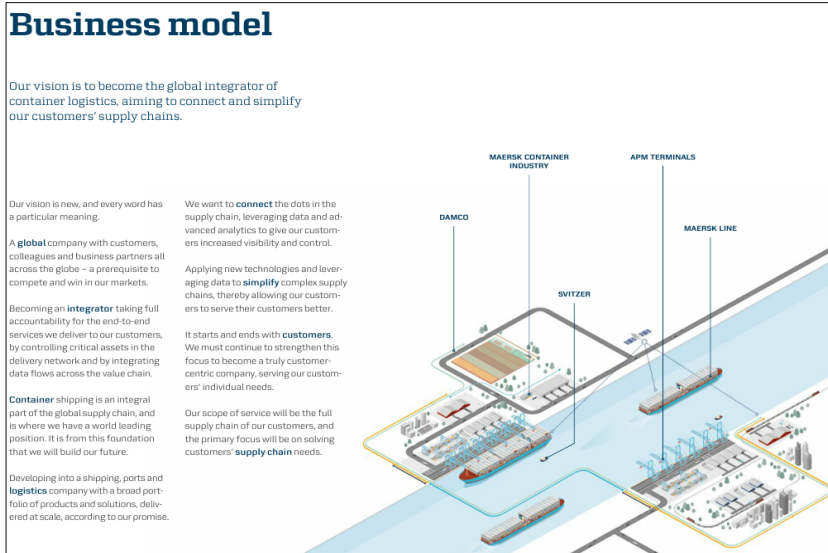 Business model
Our vision is to become the global integrator of
container logistics, aiming to connect and simplify
our customers' supply chains.
Our vision is new, and every word has
a particular meaning.
A global company with customers,
colleagues and business partners all
across the globe – a prerequisite to
compete and win in our markets.
Becoming an integrator taking full
accountability for the end-to-end
services we deliver to our customers,
by controlling critical assets in the
delivery network and by integrating
data flows across the value chain.
Container shipping is an integral
part of the global supply chain, and
is where we have a world leading
position. It is from this foundation
that we will build our future.
Developing into a shipping, ports and
logistics company with a broad port-
folio of products and solutions, deliv-
ered at scale, according to our promise.
We want to connect the dots in the
supply chain, leveraging data and ad-
vanced analytics to give our custom-
ers increased visibility and control.
Applying new technologies and lever-
aging data to simplify complex supply
chains, thereby allowing our custom-
ers to serve their customers better.
It starts and ends with customers.
We must continue to strengthen this
focus to become a truly customer-
centric company, serving our custom-
ers' individual needs.
Our scope of service will be the full
supply chain of our customers, and
the primary focus will be on solving
customers' supply chain needs.
MAERSK CONTAINER
INDUSTRY
APM TERMINALS
DAMCO
MAERSK LINE
SVITZER